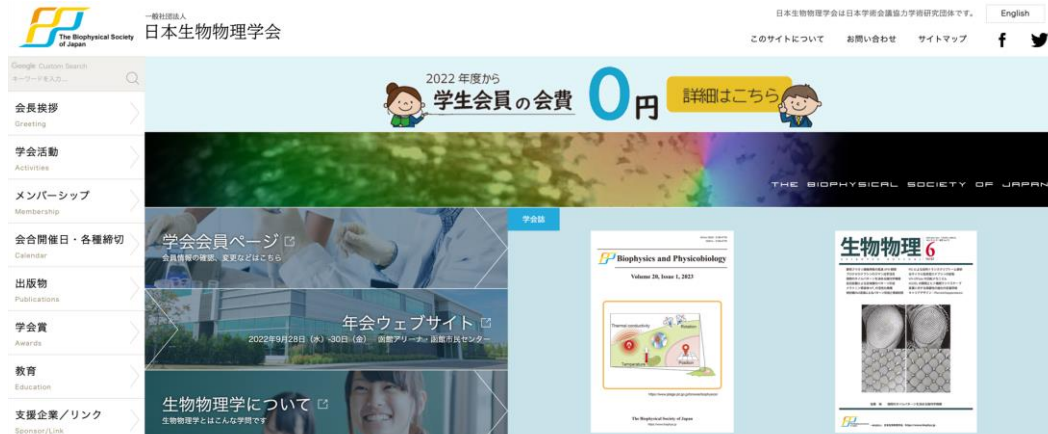 The Biophysical Society
of Japan
一般社団法人
日本生物物理学会
日本生物物理学会は日本学術会議協力学術研究団体です。
English
このサイトについて
お問い合わせ
サイトマップ
Google Custom Search
キーワードを入力...
会長挨拶
Greeting
学会活動
Activities
メンバーシップ
Membership
会合開催日・各種締切
Calendar
出版物
Publications
学会賞
Awards
教育
Education
支援企業/リンク
Sponsor/Link
2022年度から
学生会員の会費 0円
詳細はこちら
THE BIOPHYSICAL SOCIETY OF JAPAN
学会会員ページ
会員情報の確認、変更などはこちら
年会ウェブサイト
2022年9月28日(水)-30日(金) 函館アリーナ・函館市民センター
生物物理学について
生物物理学とはこんな学問です
学会誌
Biophysics and Physicobiology
Volume 20, Issue 1, 2023
Thermal conductivity
Rotation
Temperature
Position
The Biophysical Society of Japan
生物物理 6